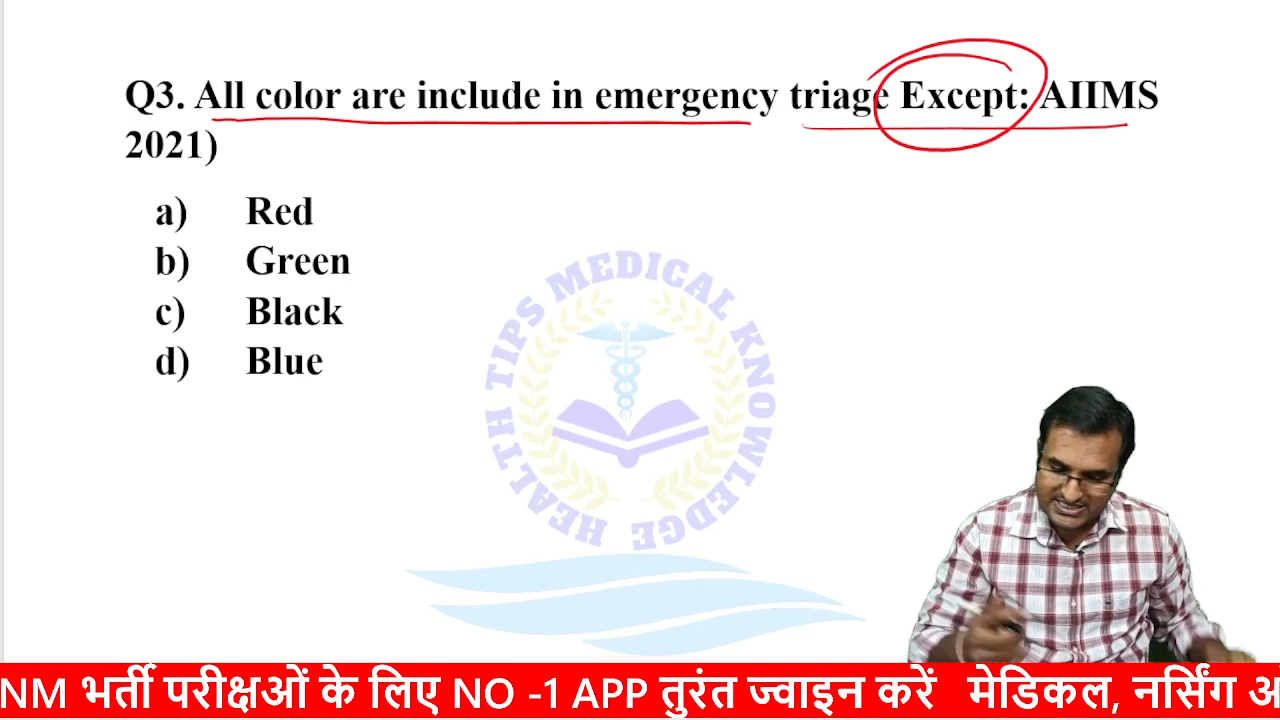 Q3. All color are include in emergency triage Except: AIIMS
2021)
a) Red
b) Green
c) Black
d) Blue
HEALTH TIPS MEDICAL KNOWLEDGE
NM भर्ती परीक्षओं के लिए NO -1 APP तुरंत ज्वाइन करें मेडिकल, नर्सिंग अ